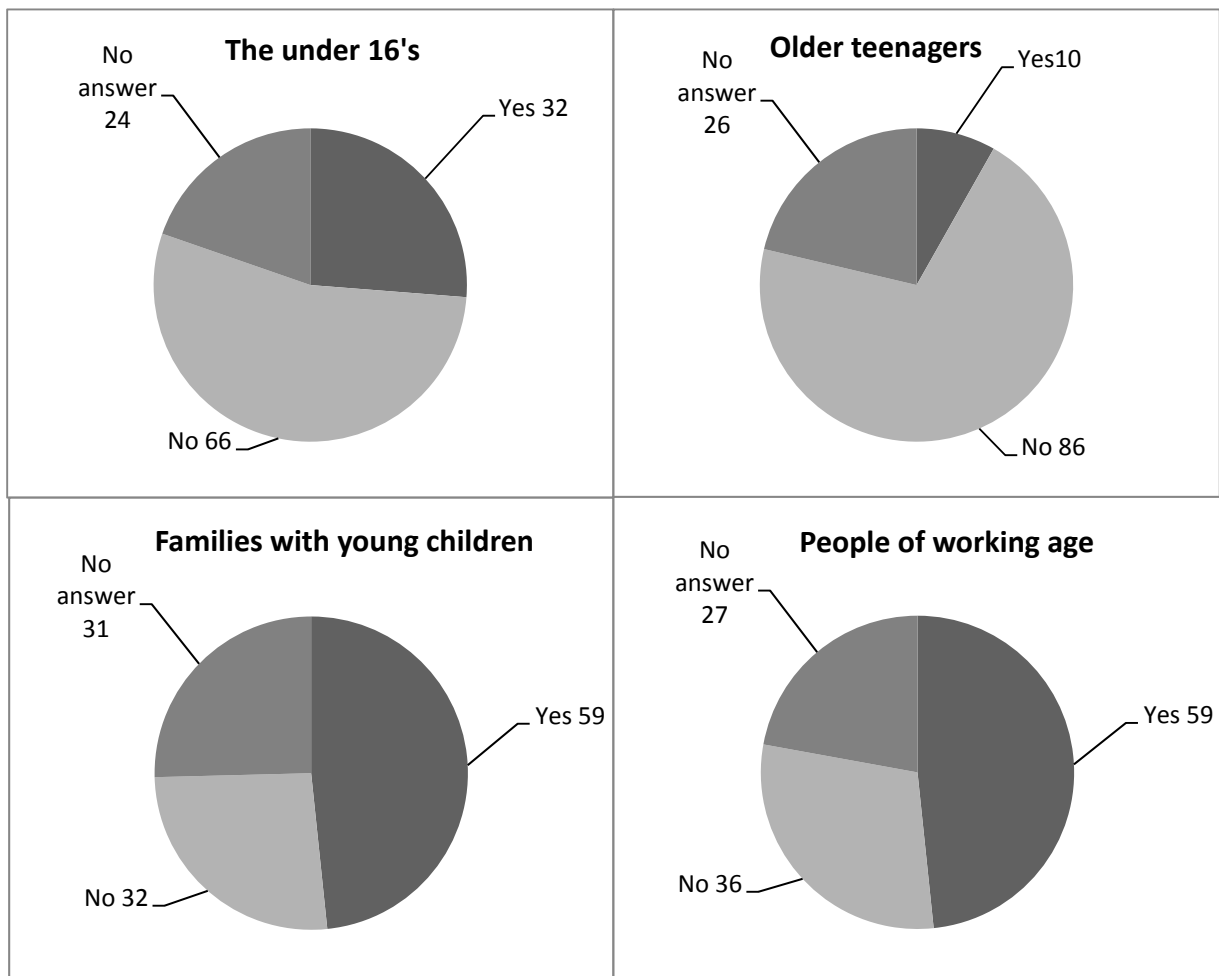 The under 16's
No
answer
24
Yes 32
No 66
Older teenagers
No
answer
26
Yes10
No 86
Families with young children
No
answer
31
Yes 59
No 32
People of working age
No
answer
27
Yes 59
No 36